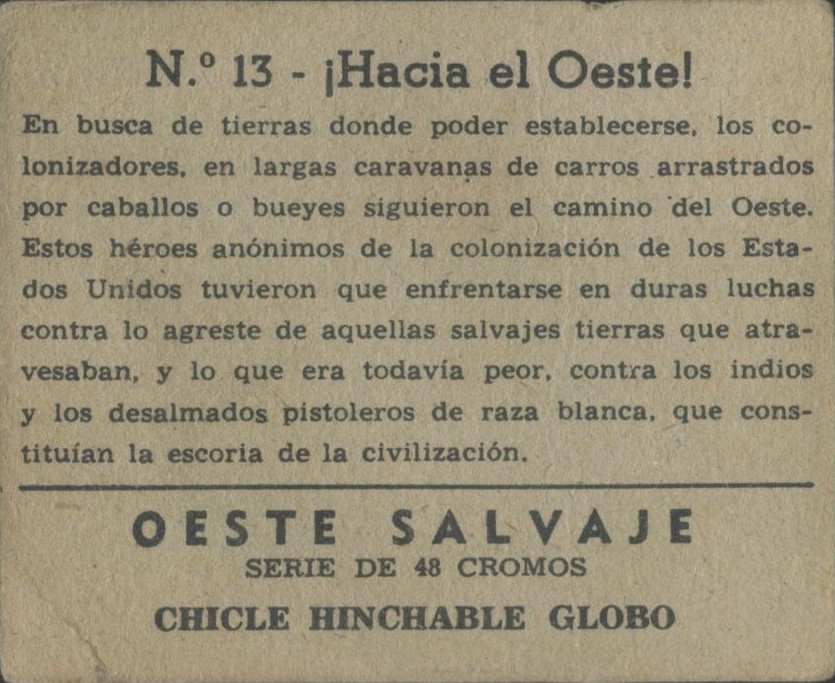 N.º 13 - ¡Hacia el Oeste!
En busca de tierras donde poder establecerse, los co-
lonizadores, en largas caravanas de carros arrastrados
por caballos o bueyes siguieron el camino del Oeste.
Estos héroes anónimos de la colonización de los Esta-
dos Unidos tuvieron que enfrentarse en duras luchas
contra lo agreste de aquellas salvajes tierras que atra-
vesaban, y lo que era todavía peor, contra los indios
y los desalmados pistoleros de raza blanca, que cons-
tituían la escoria de la civilización.
OESTE SALVAJE
SERIE DE 48 CROMOS
CHICLE HINCHABLE GLOBO